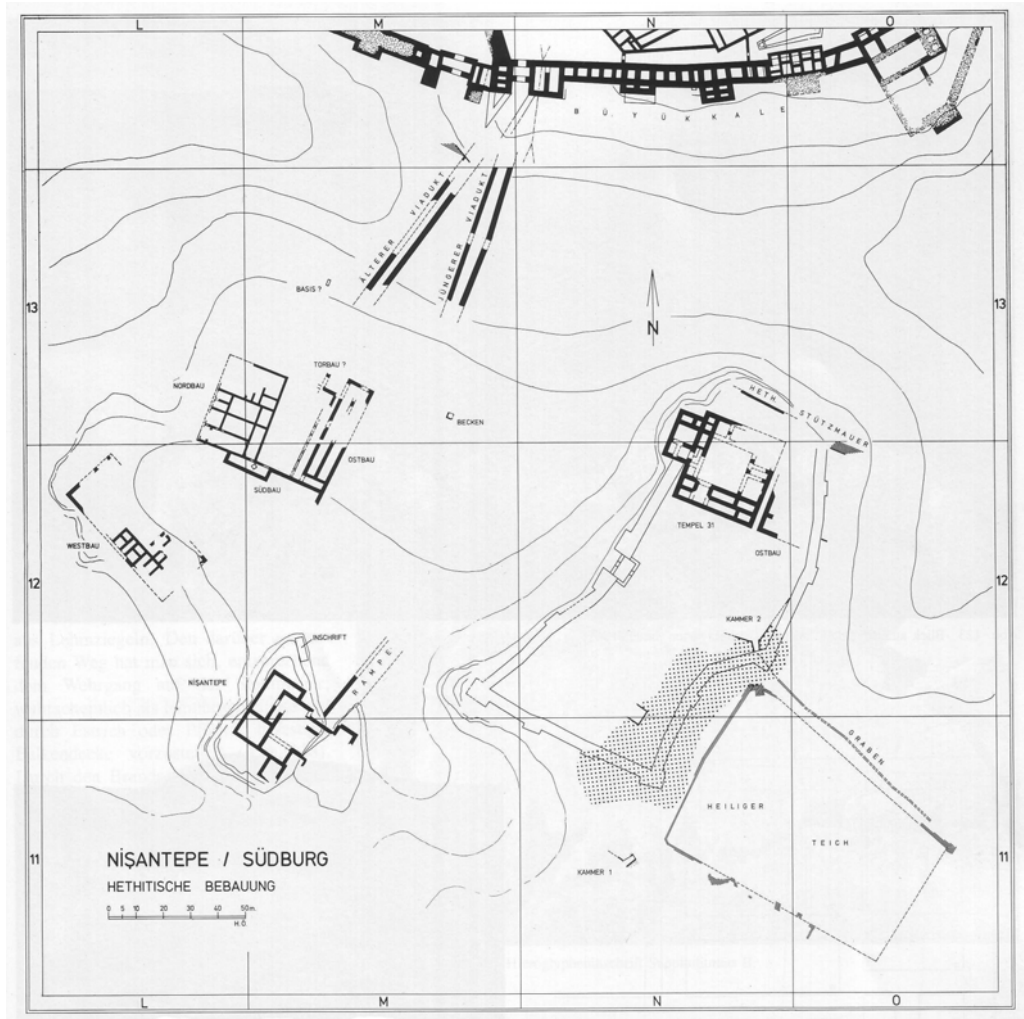 L M N O
BÜYÜKKALE
ÄLTERER VIADUKT
JÜNGERER VIADUKT
BASIS ?
13 13
N
TORBAU ?
NORDBAU
BECKEN
HETH. STÜTZMAUER
OSTBAU
SÜDBAU
TEMPEL 31
WESTBAU
OSTBAU
12 12
KAMMER 2
INSCHRIFT
RAMPE
NIŞANTEPE
GRABEN
HEILIGER
TEICH
11 11
NİŞANTEPE / SÜDBURG
HETHITISCHE BEBAUUNG
KAMMER 1
0 5 10 20 30 40 50m.
H.Ö.
L M N O